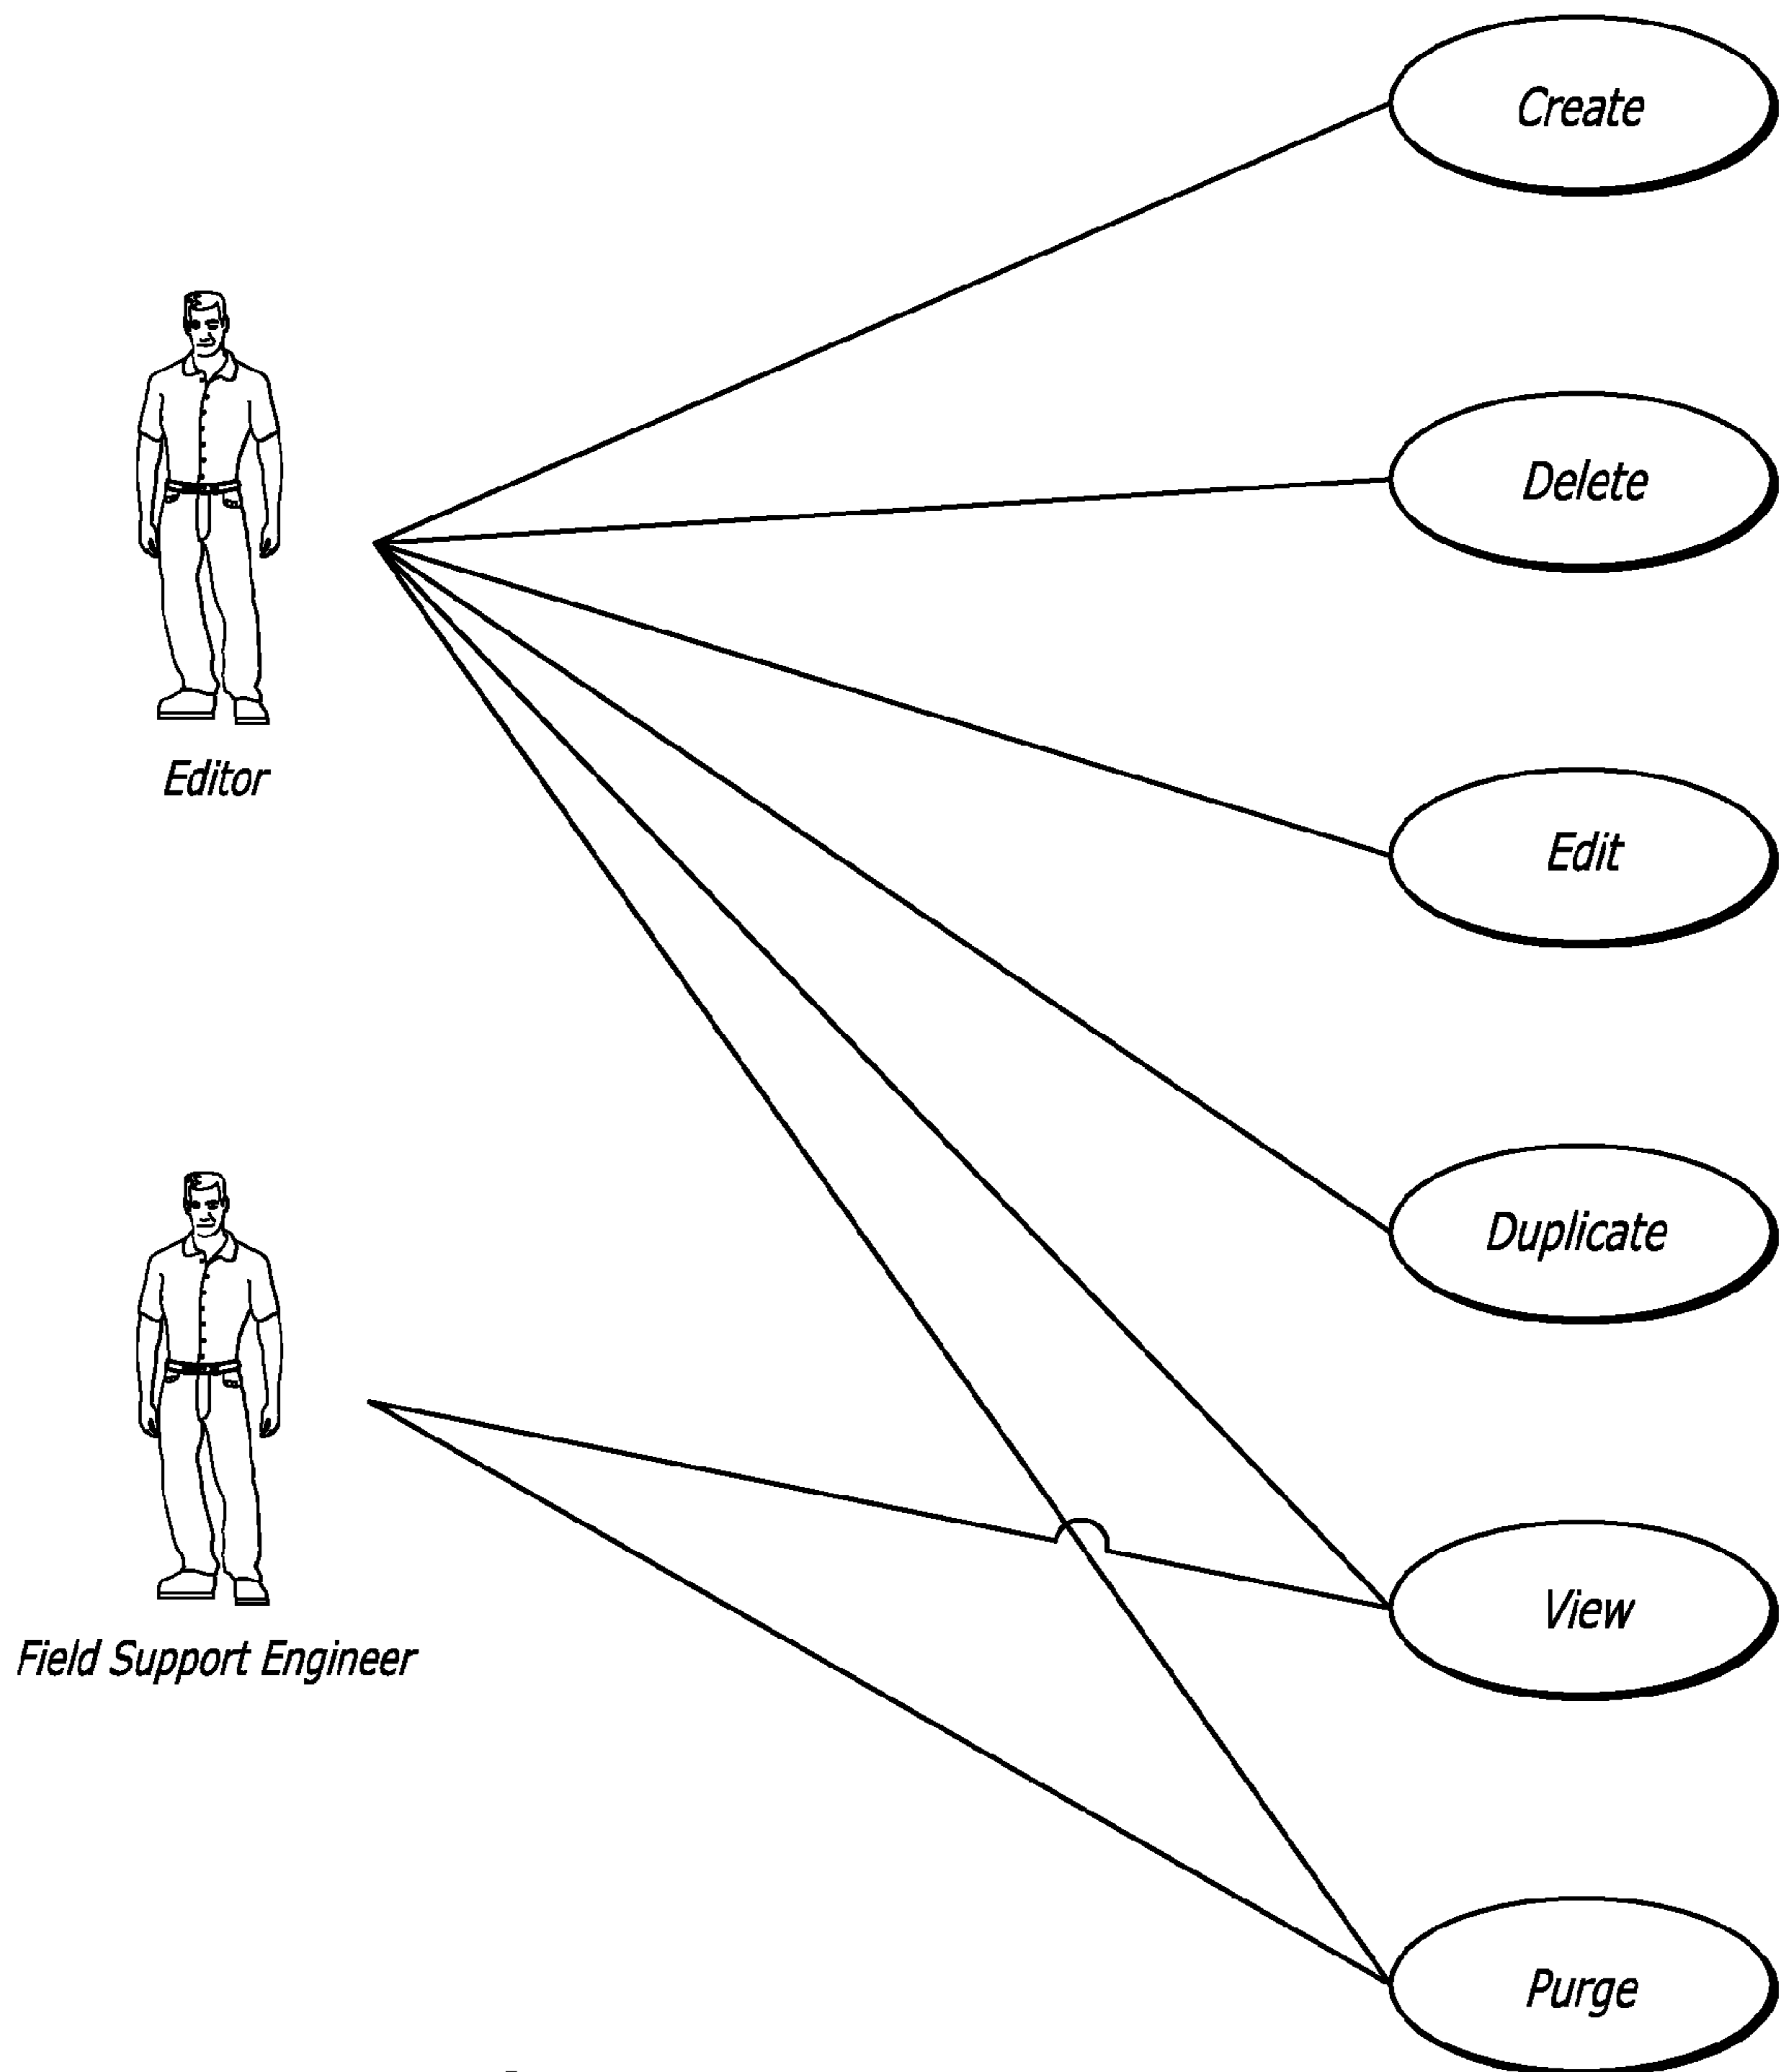 Create
Delete
Editor
Edit
Duplicate
View
Field Support Engineer
Purge